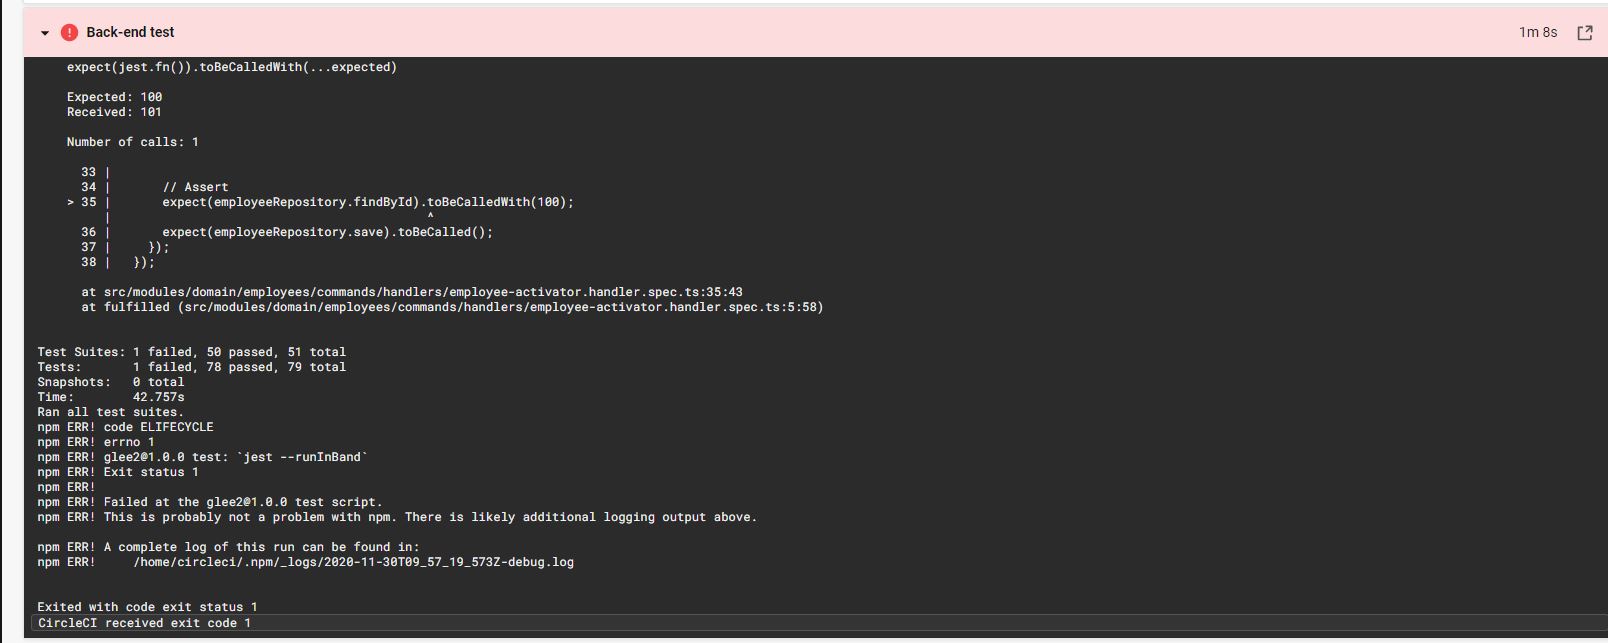 Back-end test
1m 8s
expect(jest.fn()).toBeCalledWith(...expected)
Expected: 100
Received: 101
Number of calls: 1
33 |
34 |       // Assert
> 35 |       expect(employeeRepository.findById).toBeCalledWith(100);
|                                           ^
36 |       expect(employeeRepository.save).toBeCalled();
37 |     });
38 |   });
at src/modules/domain/employees/commands/handlers/employee-activator.handler.spec.ts:35:43
at fulfilled (src/modules/domain/employees/commands/handlers/employee-activator.handler.spec.ts:5:58)
Test Suites: 1 failed, 50 passed, 51 total
Tests:       1 failed, 78 passed, 79 total
Snapshots:   0 total
Time:        42.757s
Ran all test suites.
npm ERR! code ELIFECYCLE
npm ERR! errno 1
npm ERR! glee2@1.0.0 test: `jest --runInBand`
npm ERR! Exit status 1
npm ERR!
npm ERR! Failed at the glee2@1.0.0 test script.
npm ERR! This is probably not a problem with npm. There is likely additional logging output above.
npm ERR! A complete log of this run can be found in:
npm ERR!     /home/circleci/.npm/_logs/2020-11-30T09_57_19_573Z-debug.log
Exited with code exit status 1
CircleCI received exit code 1